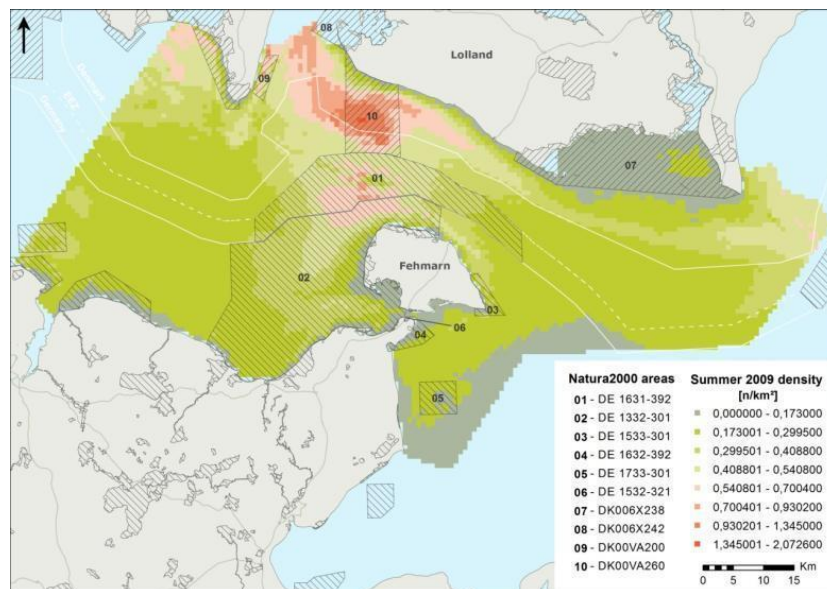 08
Lolland
09
Denmark
EEZ
Germany
10
07
01
02
Fehmarn
03
06
04
05
Natura2000 areas
01 - DE 1631-392
02 - DE 1332-301
03 - DE 1533-301
04 - DE 1632-392
05 - DE 1733-301
06 - DE 1532-321
07 - DK006X238
08 - DK006X242
09 - DK00VA200
10 - DK00VA260
Summer 2009 density
[n/km²]
0,000000 - 0,173000
0,173001 - 0,299500
0,299501 - 0,408800
0,408801 - 0,540800
0,540801 - 0,700400
0,700401 - 0,930200
0,930201 - 1,345000
1,345001 - 2,072600
Km
0 5 10 15